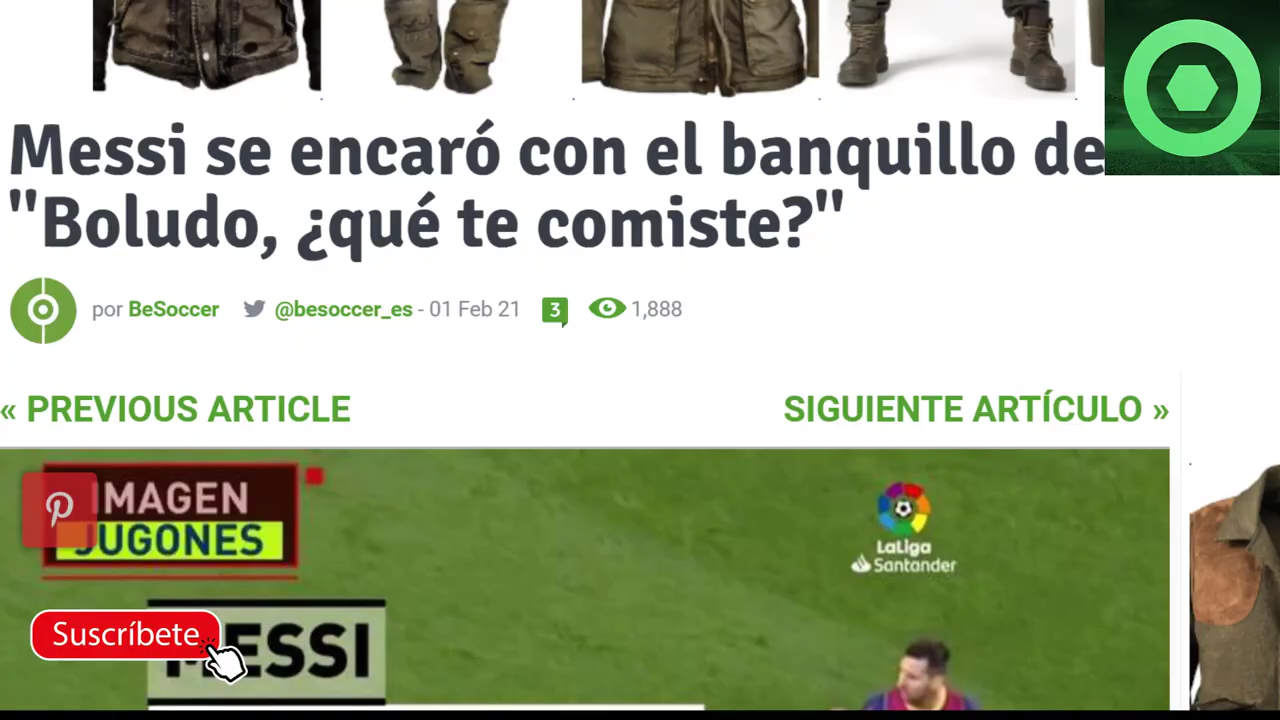 Messi se encaró con el banquillo de
"Boludo, ¿qué te comiste?"
por BeSoccer @besoccer_es - 01 Feb 21 3 1,888
« PREVIOUS ARTICLE
SIGUIENTE ARTÍCULO »
IMAGEN
JUGONES
LaLiga
Santander
Suscríbete
MESSI